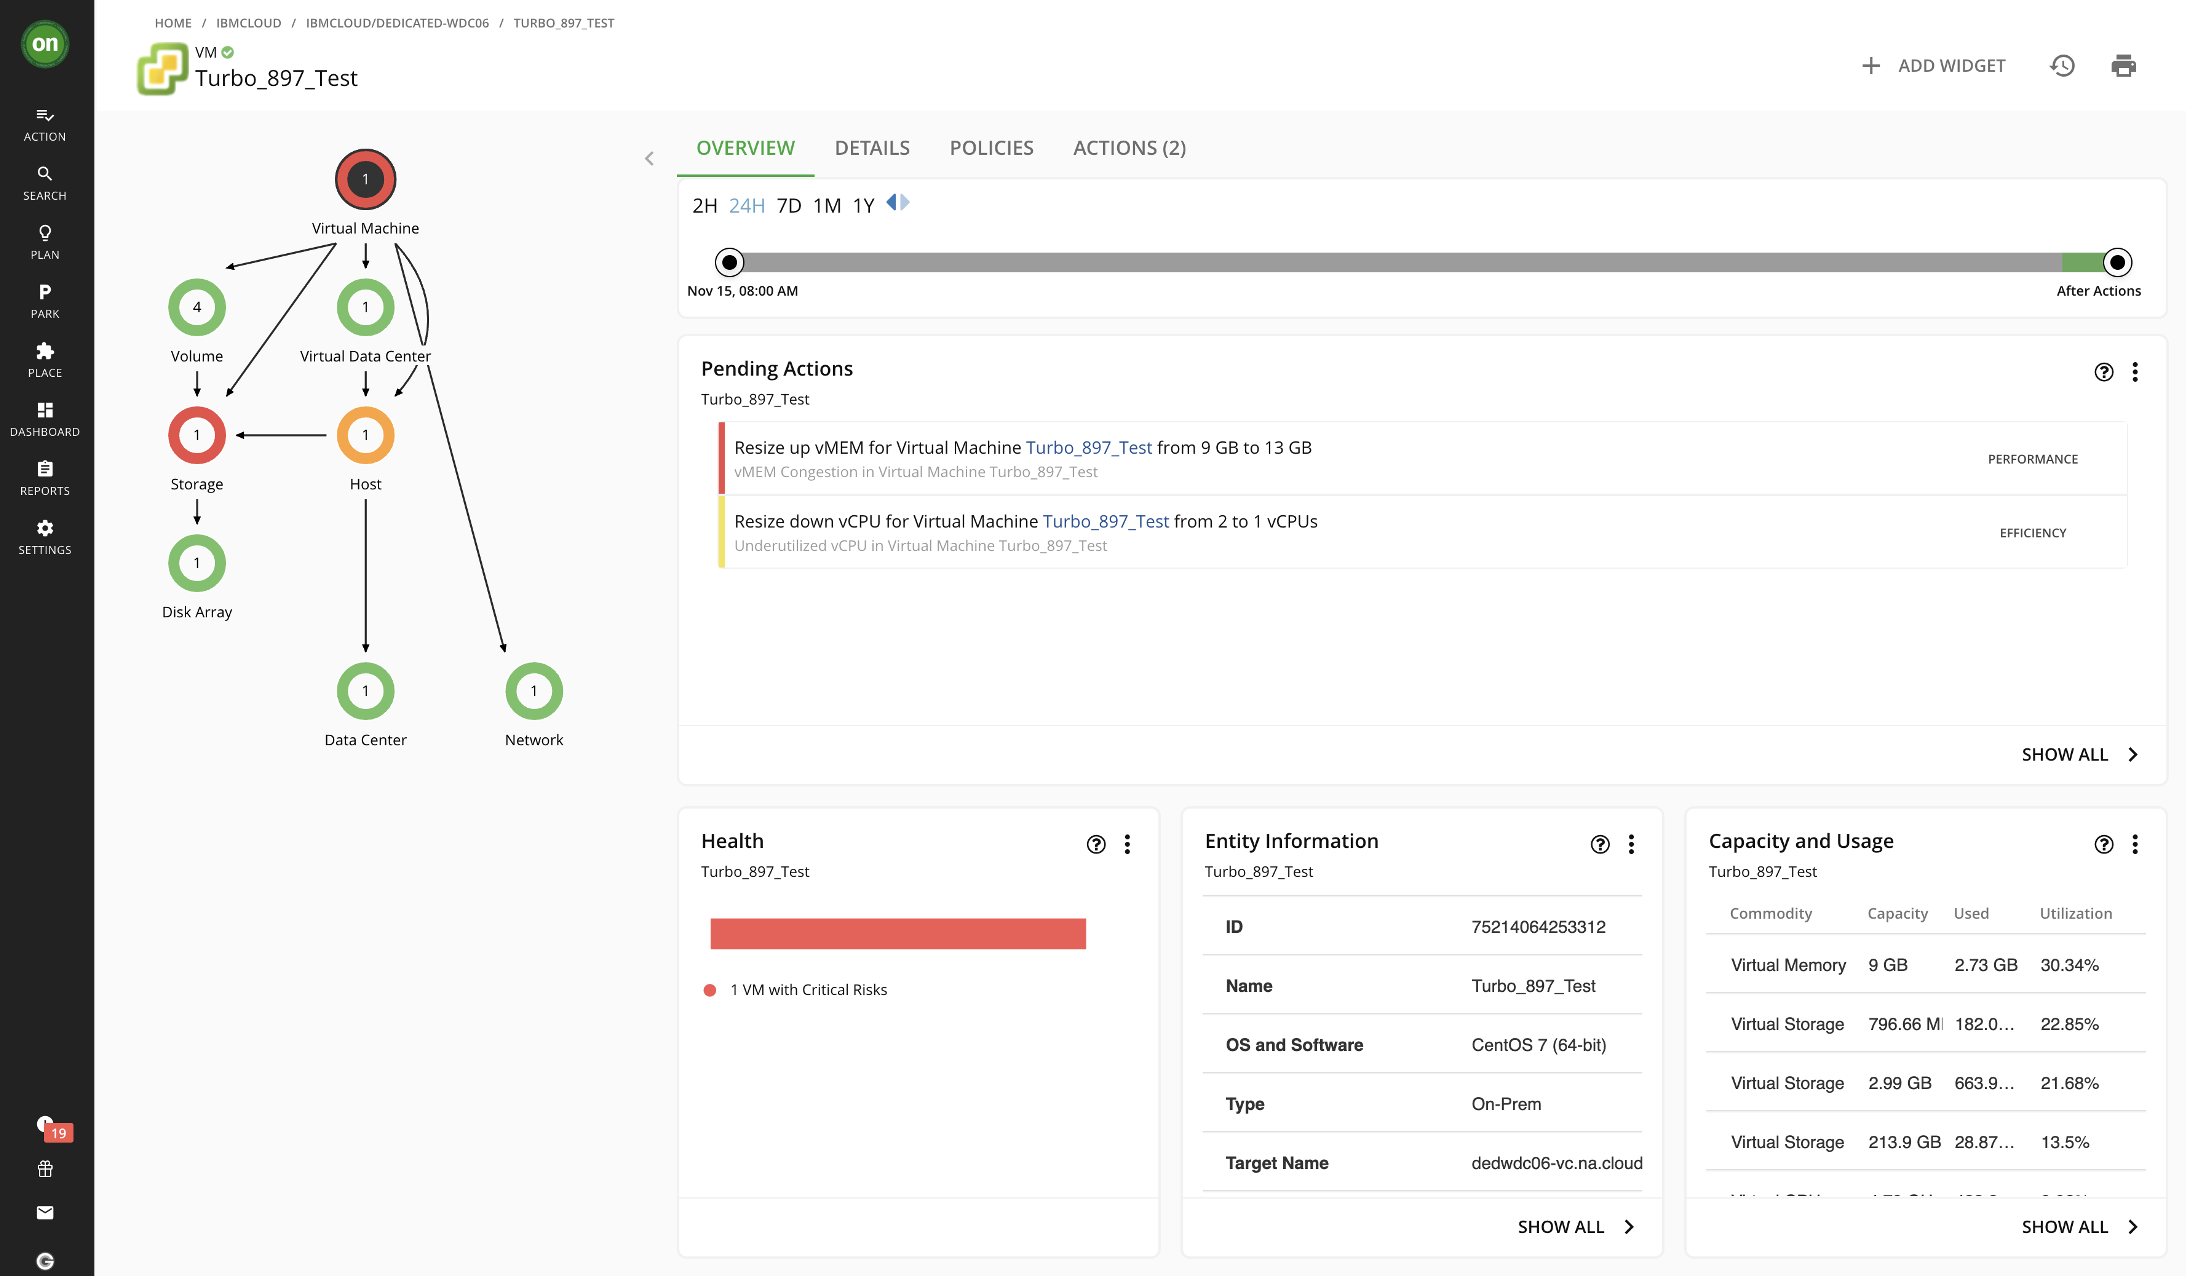 on
HOME / IBMCLOUD / IBMCLOUD/DEDICATED-WDC06 / TURBO_897_TEST
VM
Turbo_897_Test
ADD WIDGET
ACTION
SEARCH
PLAN
P
PARK
PLACE
DASHBOARD
REPORTS
SETTINGS
19
1
Virtual Machine
4
1
Volume
Virtual Data Center
1
1
Storage
Host
1
Disk Array
1
1
Data Center
Network
OVERVIEW
DETAILS
POLICIES
ACTIONS (2)
2H 24H 7D 1M 1Y
Nov 15, 08:00 AM
After Actions
Pending Actions
Turbo_897_Test
Resize up vMEM for Virtual Machine Turbo_897_Test from 9 GB to 13 GB
vMEM Congestion in Virtual Machine Turbo_897_Test
PERFORMANCE
Resize down vCPU for Virtual Machine Turbo_897_Test from 2 to 1 vCPUs
Underutilized vCPU in Virtual Machine Turbo_897_Test
EFFICIENCY
SHOW ALL
Health
Turbo_897_Test
1 VM with Critical Risks
Entity Information
Turbo_897_Test
ID 75214064253312
Name Turbo_897_Test
OS and Software CentOS 7 (64-bit)
Type On-Prem
Target Name dedwdc06-vc.na.cloud
SHOW ALL
Capacity and Usage
Turbo_897_Test
Commodity Capacity Used Utilization
Virtual Memory 9 GB 2.73 GB 30.34%
Virtual Storage 796.66 M 182.0... 22.85%
Virtual Storage 2.99 GB 663.9... 21.68%
Virtual Storage 213.9 GB 28.87... 13.5%
SHOW ALL